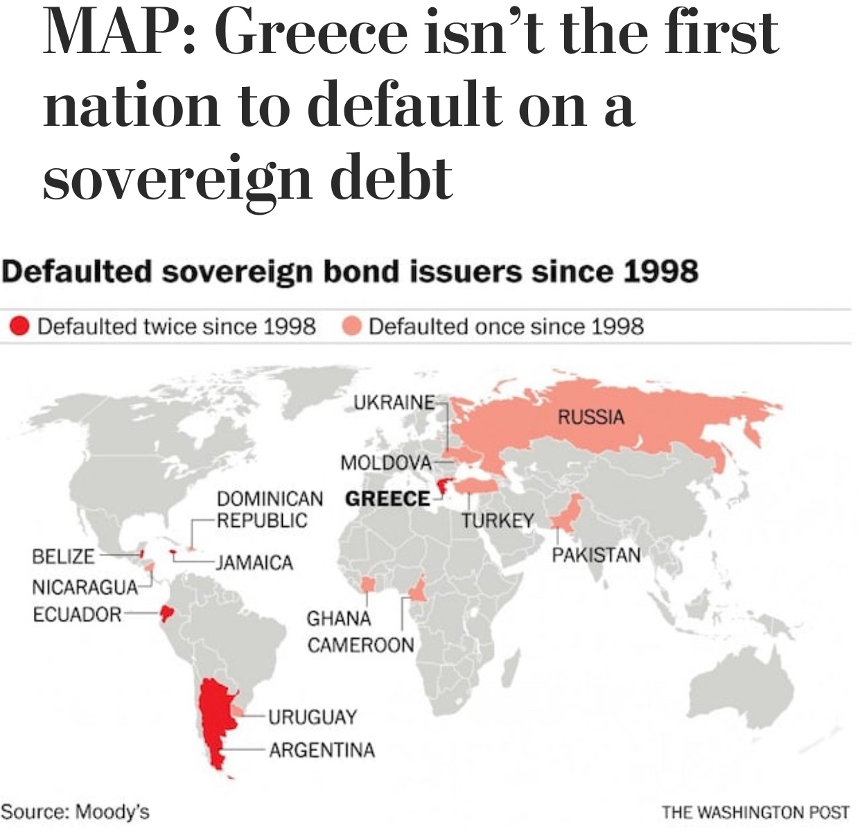 MAP: Greece isn’t the first
nation to default on a
sovereign debt
Defaulted sovereign bond issuers since 1998
Defaulted twice since 1998
Defaulted once since 1998
UKRAINE
RUSSIA
MOLDOVA
DOMINICAN
REPUBLIC
GREECE
TURKEY
BELIZE
JAMAICA
PAKISTAN
NICARAGUA
ECUADOR
GHANA
CAMEROON
URUGUAY
ARGENTINA
Source: Moody’s
THE WASHINGTON POST